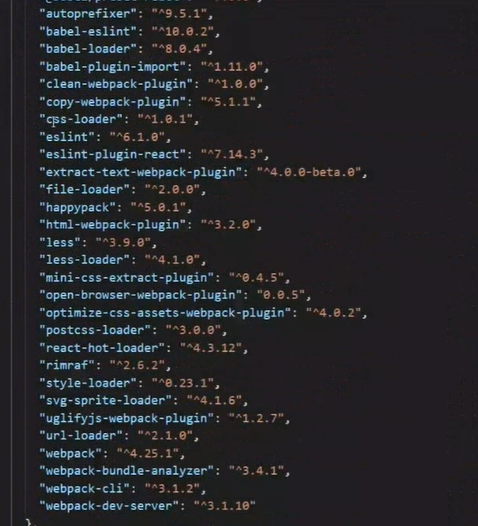 "autoprefixer": "^9.5.1",
"babel-eslint": "^10.0.2",
"babel-loader": "^8.0.4",
"babel-plugin-import": "^1.11.0",
"clean-webpack-plugin": "^1.0.0",
"copy-webpack-plugin": "^5.1.1",
"css-loader": "^1.0.1",
"eslint": "^6.1.0",
"eslint-plugin-react": "^7.14.3",
"extract-text-webpack-plugin": "^4.0.0-beta.0",
"file-loader": "^2.0.0",
"happypack": "^5.0.1",
"html-webpack-plugin": "^3.2.0",
"less": "^3.9.0",
"less-loader": "^4.1.0",
"mini-css-extract-plugin": "^0.4.5",
"open-browser-webpack-plugin": "0.0.5",
"optimize-css-assets-webpack-plugin": "^4.0.2",
"postcss-loader": "^3.0.0",
"react-hot-loader": "^4.3.12",
"rimraf": "^2.6.2",
"style-loader": "^0.23.1",
"svg-sprite-loader": "^4.1.6",
"uglifyjs-webpack-plugin": "^1.2.7",
"url-loader": "^2.1.0",
"webpack": "^4.25.1",
"webpack-bundle-analyzer": "^3.4.1",
"webpack-cli": "^3.1.2",
"webpack-dev-server": "^3.1.10"
}